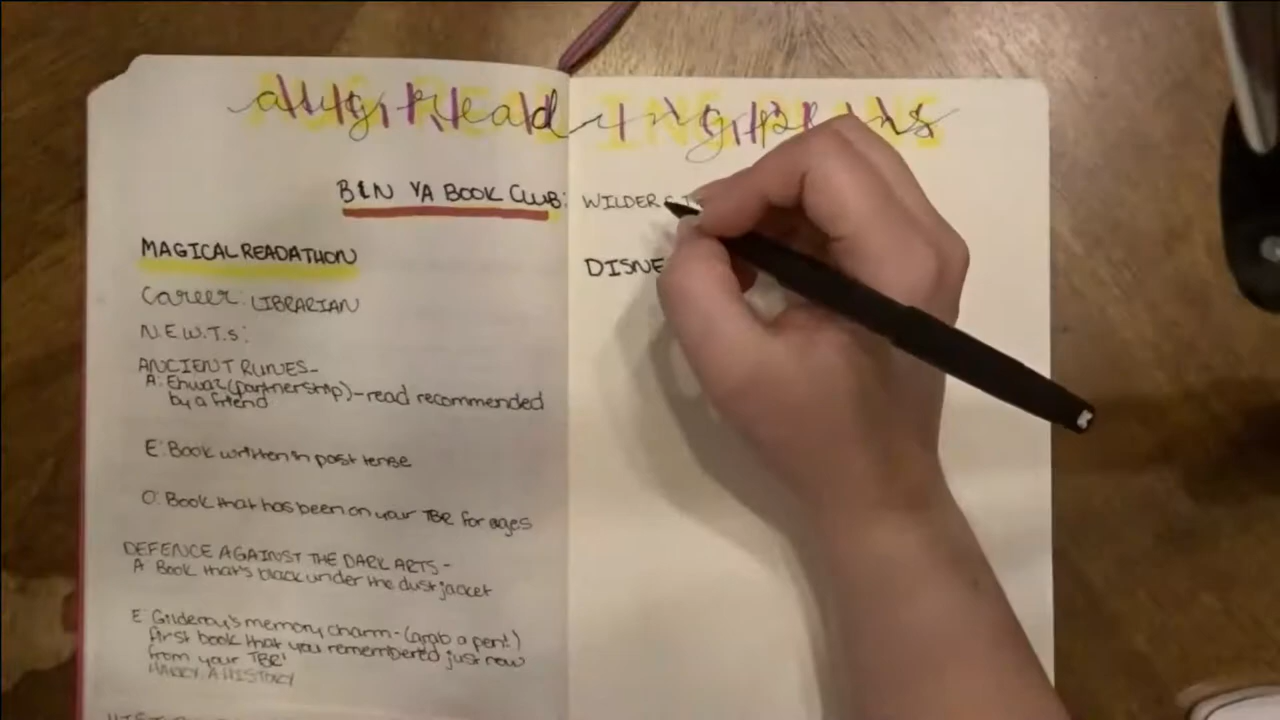 aug reading plans
B&N YA BOOK CLUB: WILDER
MAGICAL READATHON
DISNE
Career: LIBRARIAN
N.E.W.T.s:
ANCIENT RUNES-
A: Ehwaz (partnership) - read recommended
by a friend
E: Book written in past tense
O: Book that has been on your TBR for ages
DEFENCE AGAINST THE DARK ARTS -
A Book that's black under the dust jacket
E: Gilderoy's memory charm - (grab a pen!)
first book that you remembered just now
from your TBR!
HARRY, A HISTORY